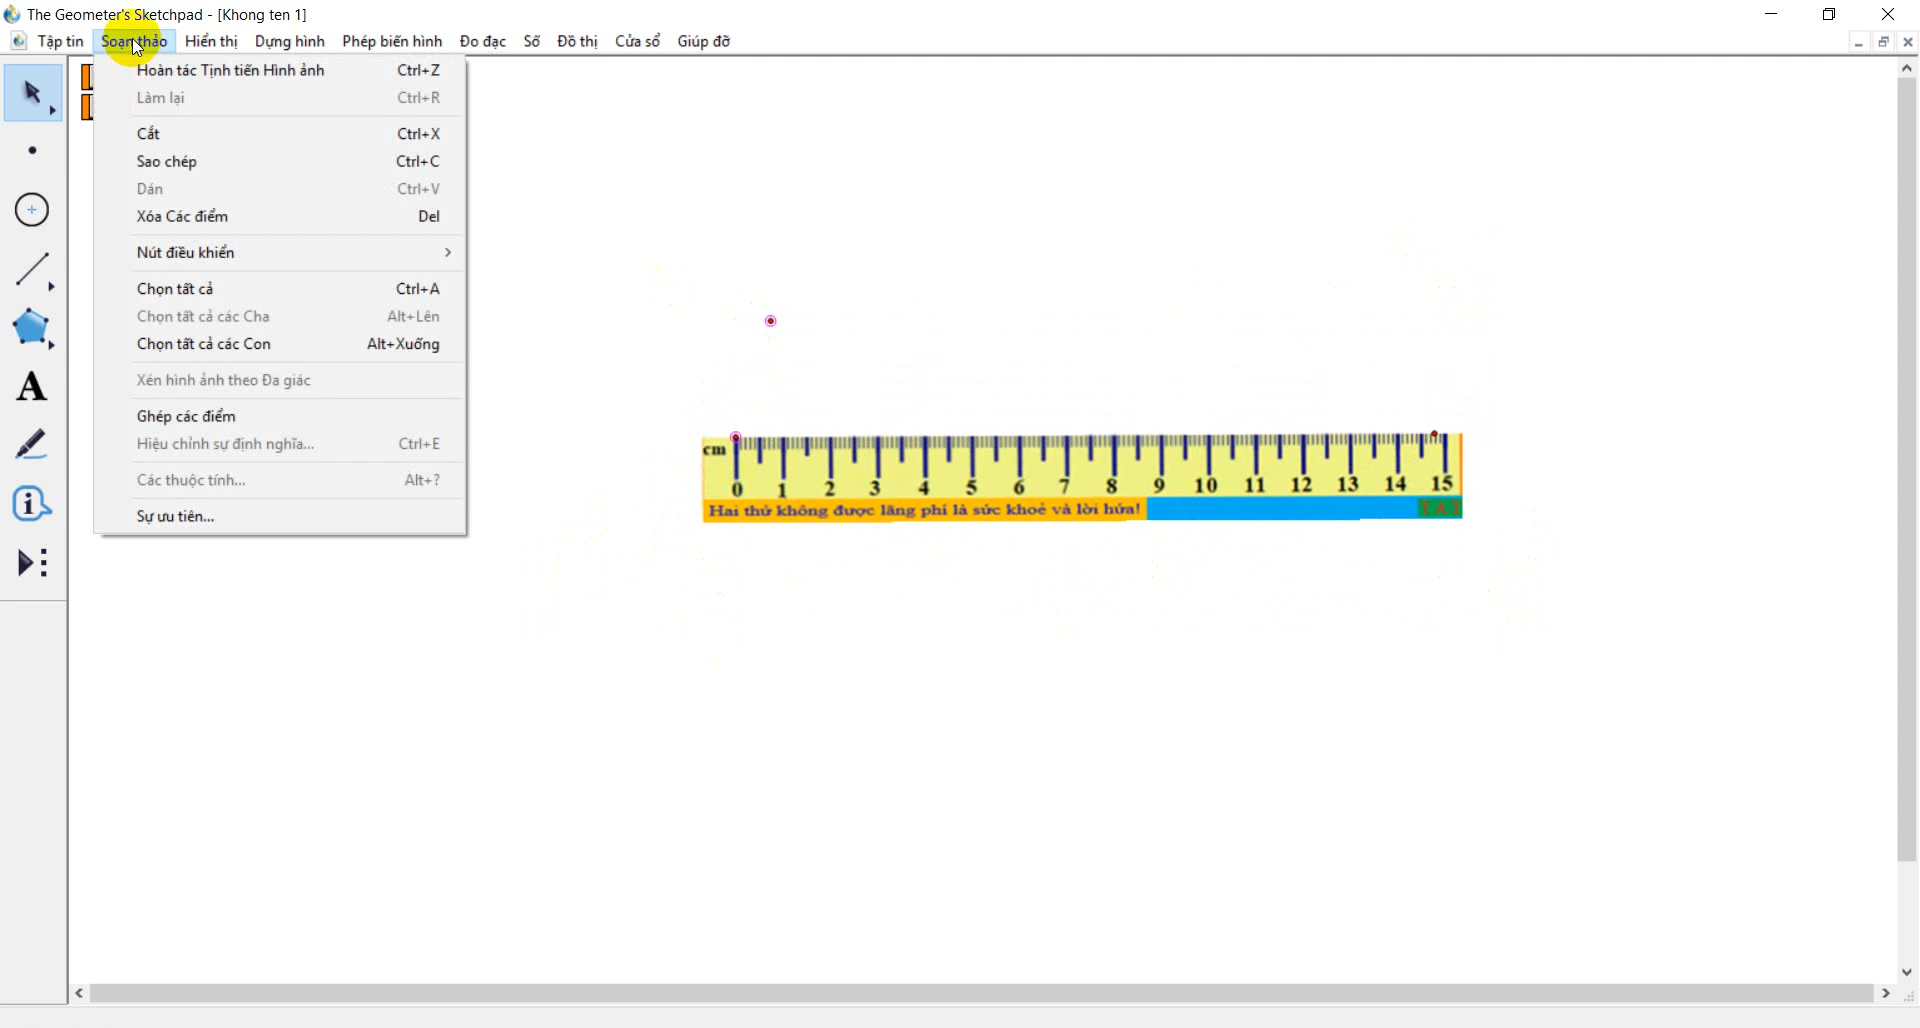 The Geometer's Sketchpad - [Khong ten 1]
Tập tin Soạn thảo Hiển thị Dựng hình Phép biến hình Đo đạc Số Đồ thị Cửa sổ Giúp đỡ
Hoàn tác Tịnh tiến Hình ảnh Ctrl+Z
Làm lại Ctrl+R
Cắt Ctrl+X
Sao chép Ctrl+C
Dán Ctrl+V
Xóa Các điểm Del
Nút điều khiển
Chọn tất cả Ctrl+A
Chọn tất cả các Cha Alt+Lên
Chọn tất cả các Con Alt+Xuống
Xén hình ảnh theo Đa giác
Ghép các điểm
Hiệu chỉnh sự định nghĩa... Ctrl+E
Các thuộc tính... Alt+?
Sự ưu tiên...
A
cm
0 1 2 3 4 5 6 7 8 9 10 11 12 13 14 15
Hai thứ không được lãng phí là sức khoẻ và lời hứa! TAT